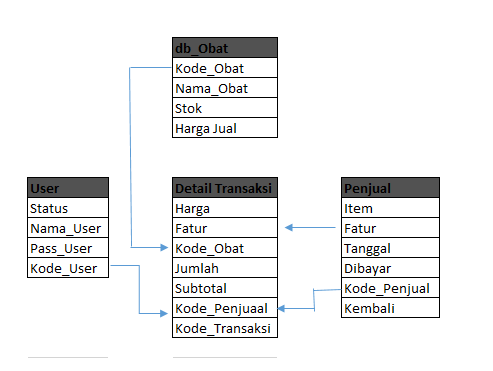 db_Obat
Kode_Obat
Nama_Obat
Stok
Harga Jual
User
Status
Nama_User
Pass_User
Kode_User
Detail Transaksi
Harga
Fatur
Kode_Obat
Jumlah
Subtotal
Kode_Penjuaal
Kode_Transaksi
Penjual
Item
Fatur
Tanggal
Dibayar
Kode_Penjual
Kembali